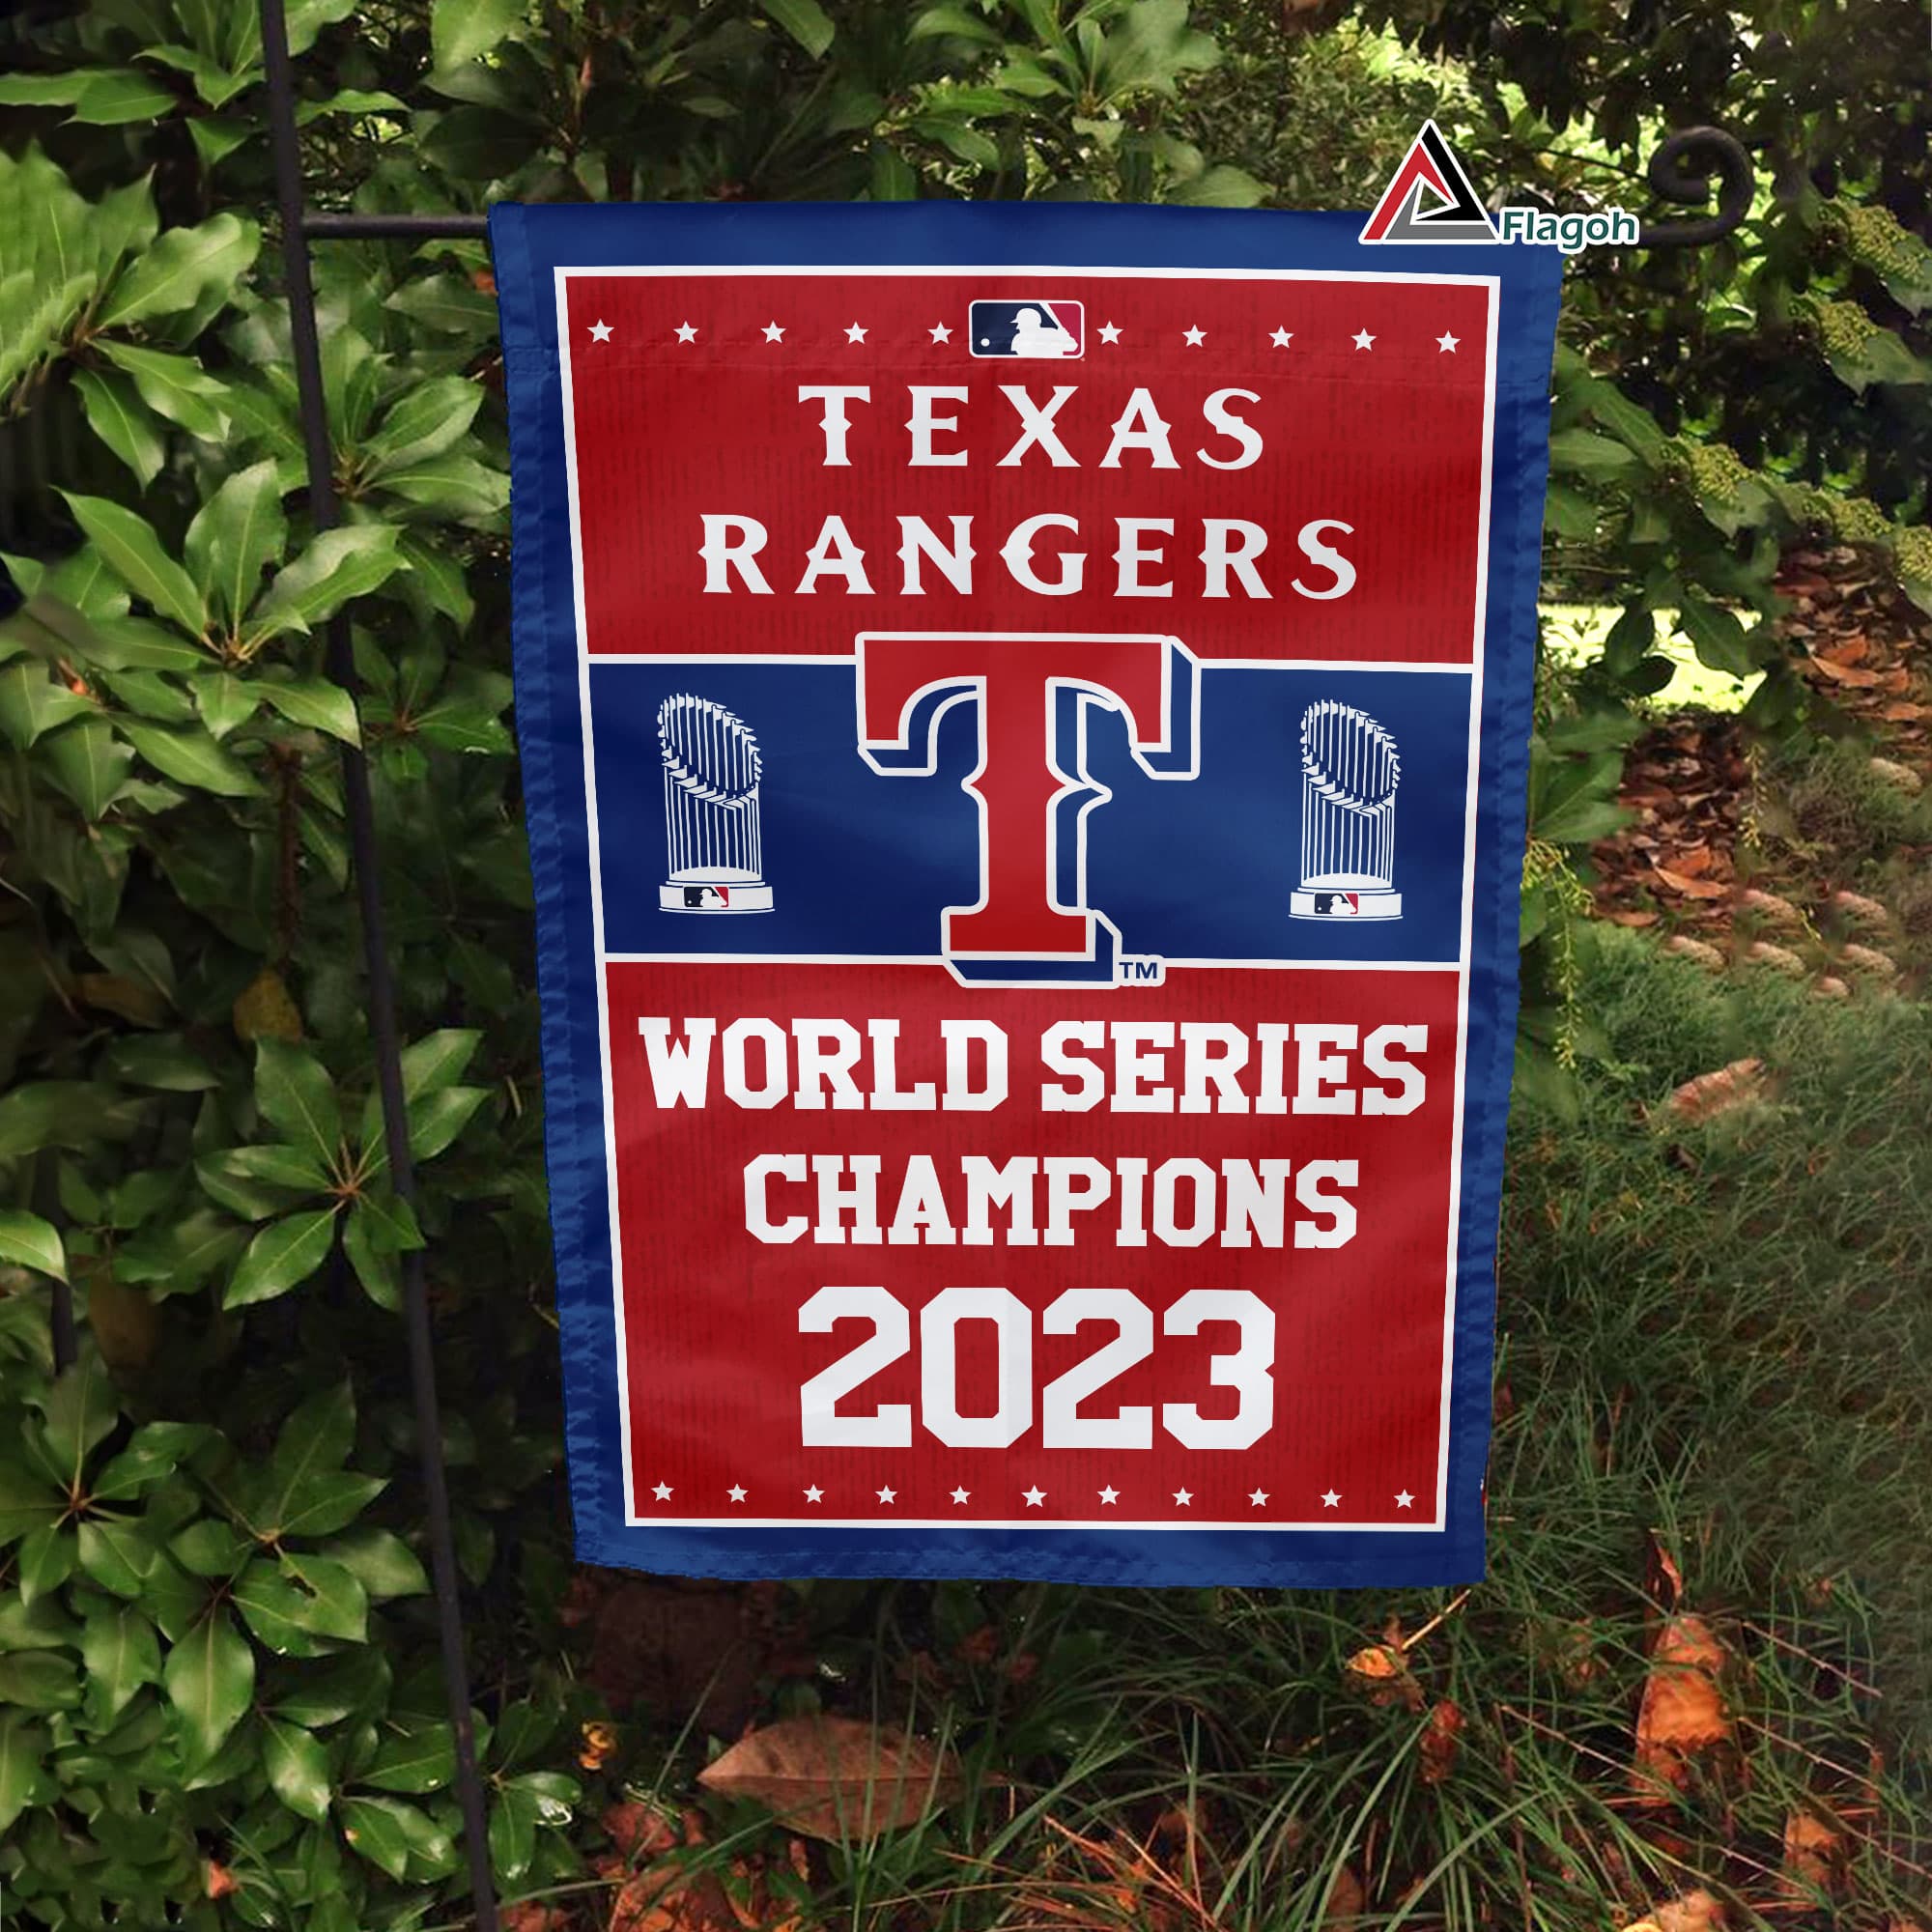 Flagoh
TEXAS
RANGERS
TM
WORLD SERIES
CHAMPIONS
2023